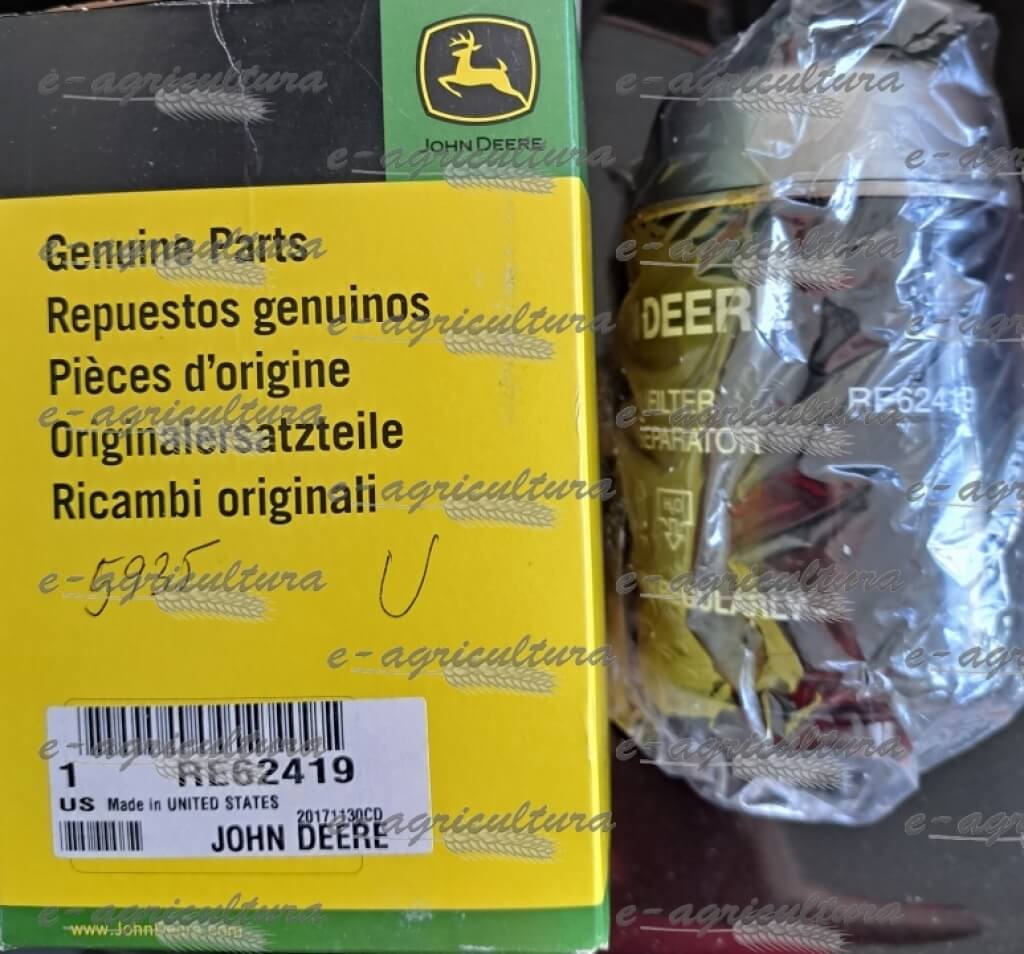 JOHN DEERE
Genuine Parts
Repuestos genuinos
Pièces d'origine
Originalersatzteile
Ricambi originali
5935 U
1 RE62419
US Made in UNITED STATES
20171130CD
JOHN DEERE
www.JohnDeere.com
DEERE
FILTER
SEPARATOR
RE62419
e-agricultura